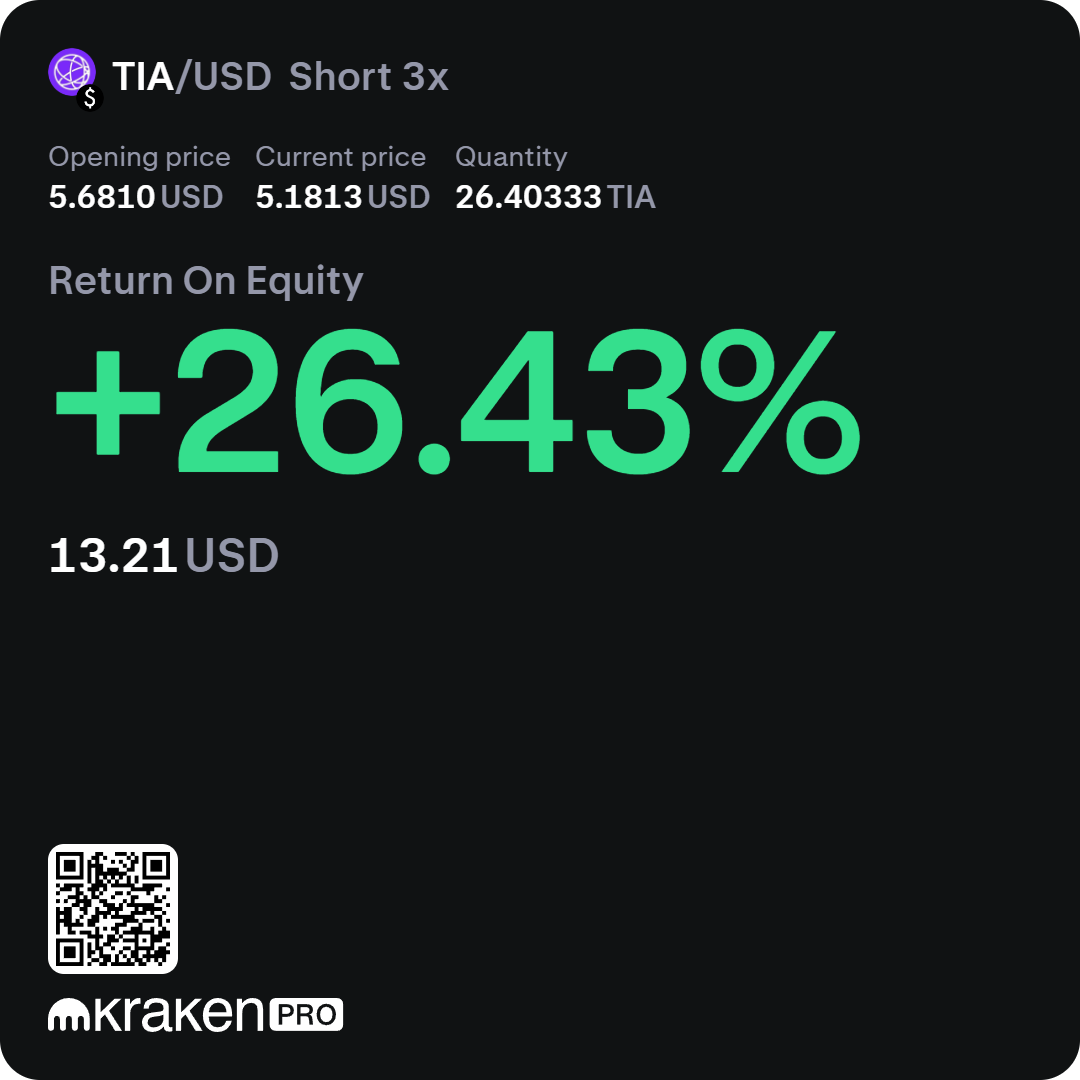 TIA/USD Short 3x
Opening price Current price Quantity
5.6810 USD 5.1813 USD 26.40333 TIA
Return On Equity
+26.43%
13.21 USD
kraken PRO